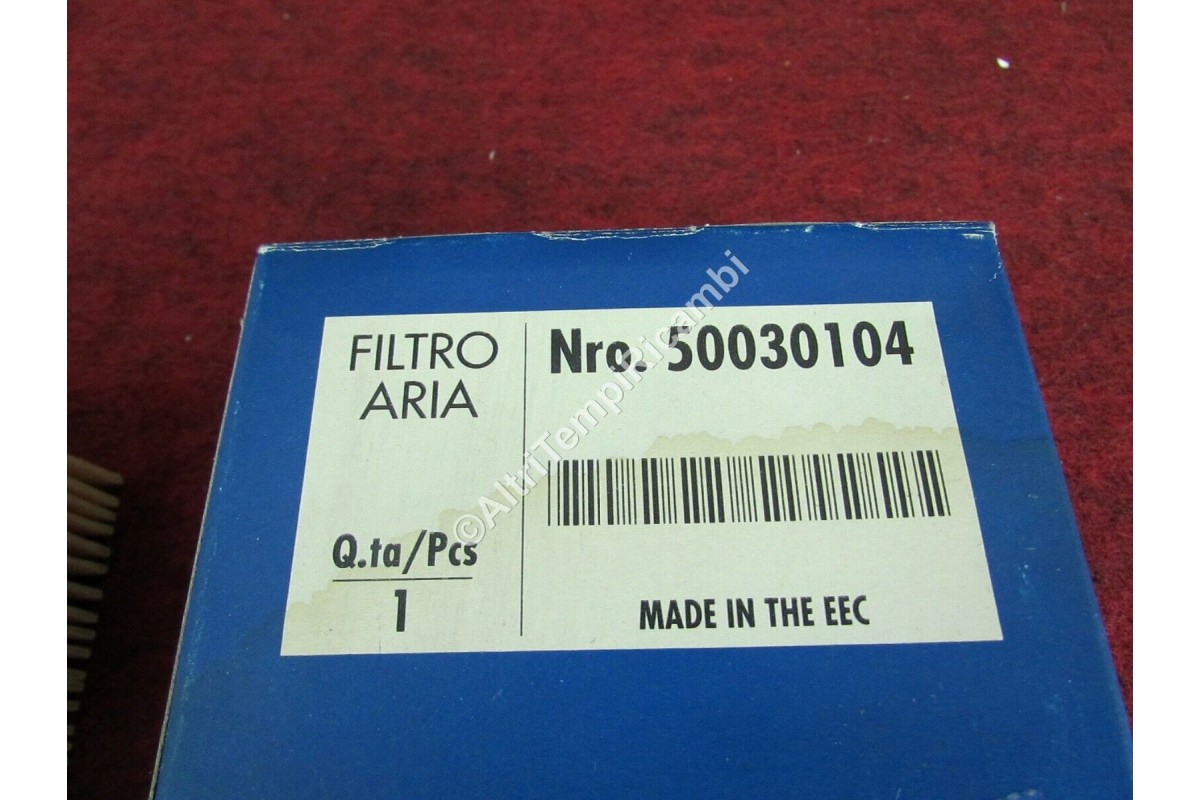 FILTRO
ARIA
Q.ta/Pcs
1
Nro. 50030104
MADE IN THE EEC
©AltriTempiRicambi